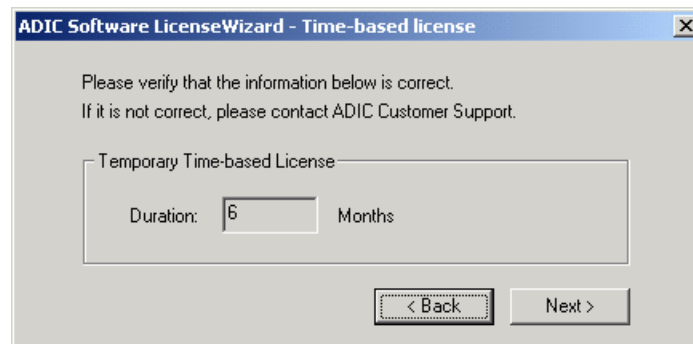 ADIC Software LicenseWizard - Time-based license
Please verify that the information below is correct.
If it is not correct, please contact ADIC Customer Support.
Temporary Time-based License
Duration: 6 Months
< Back Next >